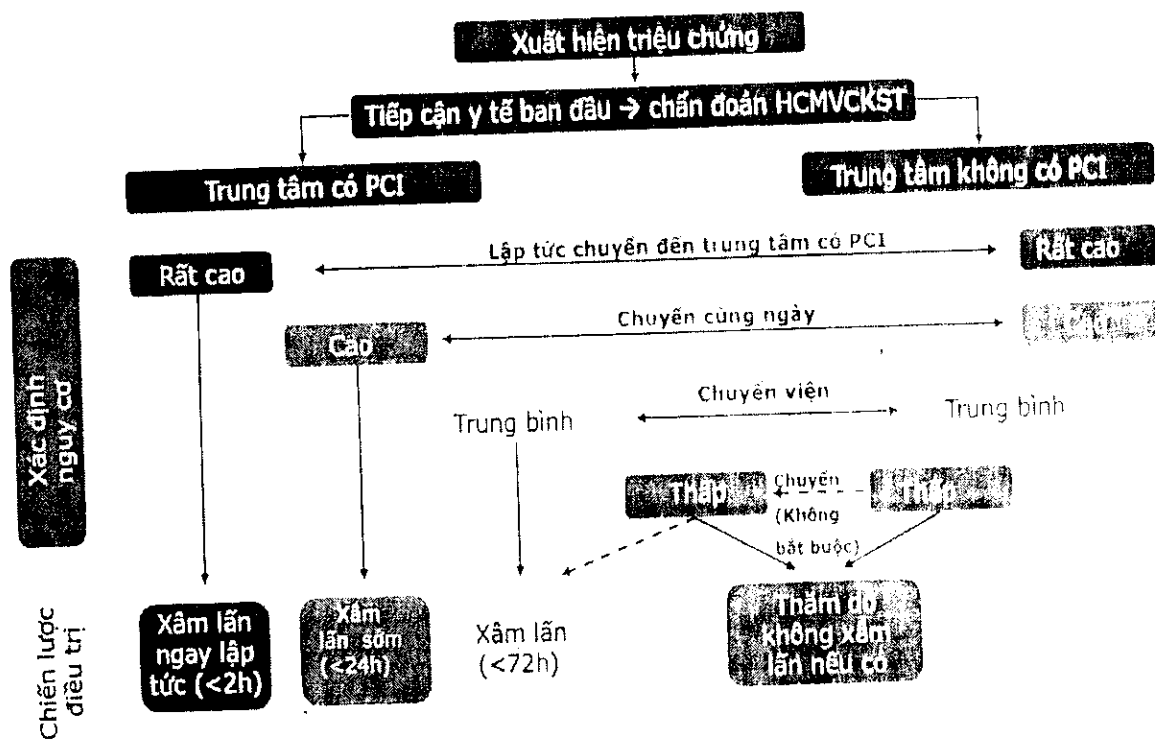 Xuất hiện triệu chứng
Tiếp cận y tế ban đầu → chẩn đoán HCMVCKST
Trung tâm có PCI
Trung tâm không có PCI
Xác định
nguy cơ
Rất cao
Lập tức chuyển đến trung tâm có PCI
Rất cao
Cao
Chuyển cùng ngày
Cao
Trung bình
Chuyển viện
Trung bình
Thấp
Chuyển
(Không
bắt buộc)
Thấp
Chiến lược
điều trị
Xâm lấn
ngay lập
tức (<2h)
Xâm
lấn sớm
(<24h)
Xâm lấn
(<72h)
Thăm dò
không xâm
lấn nếu có